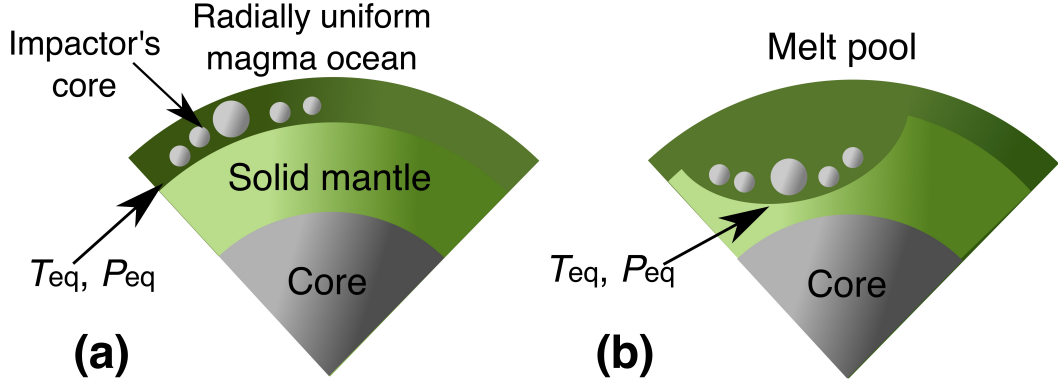 Radially uniform
magma ocean
Impactor's
core
Solid mantle
Teq, Peq
Core
(a)
Melt pool
Teq, Peq
Core
(b)